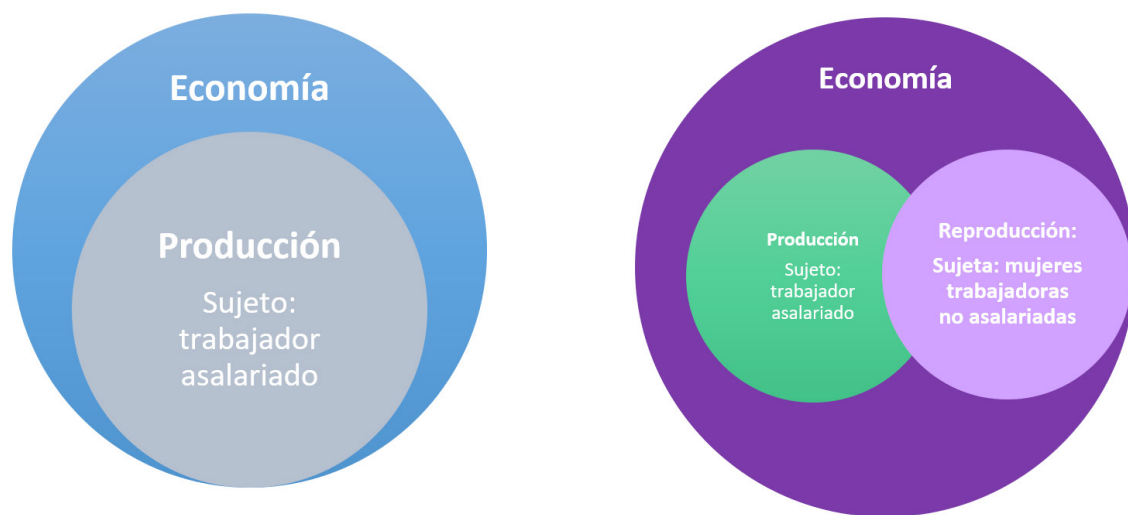 Economía
Producción
Sujeto:
trabajador
asalariado
Economía
Producción
Sujeto:
trabajador
asalariado
Reproducción:
Sujeta: mujeres
trabajadoras
no asalariadas